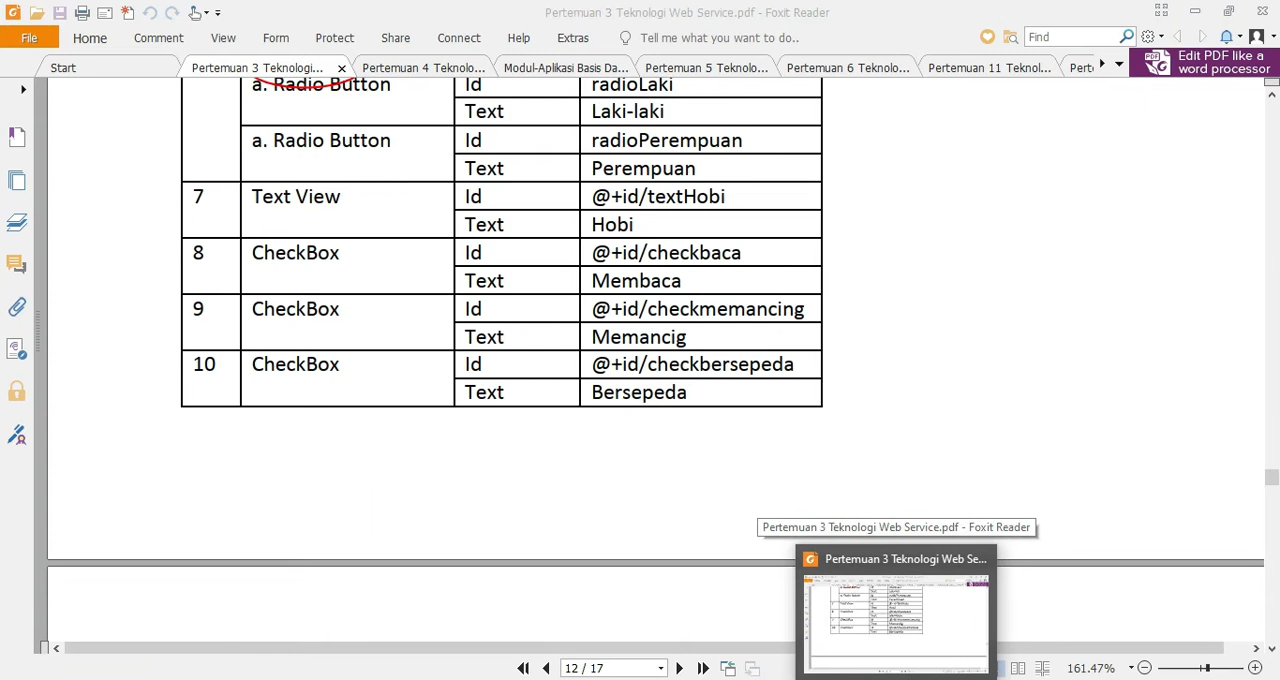 Pertemuan 3 Teknologi Web Service.pdf - Foxit Reader
File Home Comment View Form Protect Share Connect Help Extras Tell me what you want to do.. Find
Start Pertemuan 3 Teknologi... Pertemuan 4 Teknolo... Modul-Aplikasi Basis Da... Pertemuan 5 Teknolo... Pertemuan 6 Teknolo... Pertemuan 11 Teknol... Pert
Edit PDF like a
word processor
a. Radio Button Id radioLaki
Text Laki-laki
a. Radio Button Id radioPerempuan
Text Perempuan
7 Text View Id @+id/textHobi
Text Hobi
8 CheckBox Id @+id/checkbaca
Text Membaca
9 CheckBox Id @+id/checkmemancing
Text Memancig
10 CheckBox Id @+id/checkbersepeda
Text Bersepeda
Pertemuan 3 Teknologi Web Service.pdf - Foxit Reader
Pertemuan 3 Teknologi Web Se...
12 / 17 161.47%